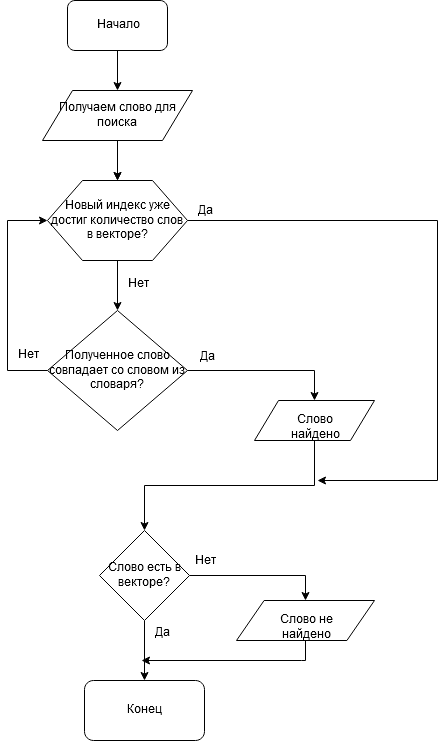 Начало
Получаем слово для
поиска
Новый индекс уже
достиг количество слов
в векторе?
Да
Нет
Нет
Полученное слово
совпадает со словом из
словаря?
Да
Слово
найдено
Слово есть в
векторе?
Нет
Слово не
найдено
Да
Конец